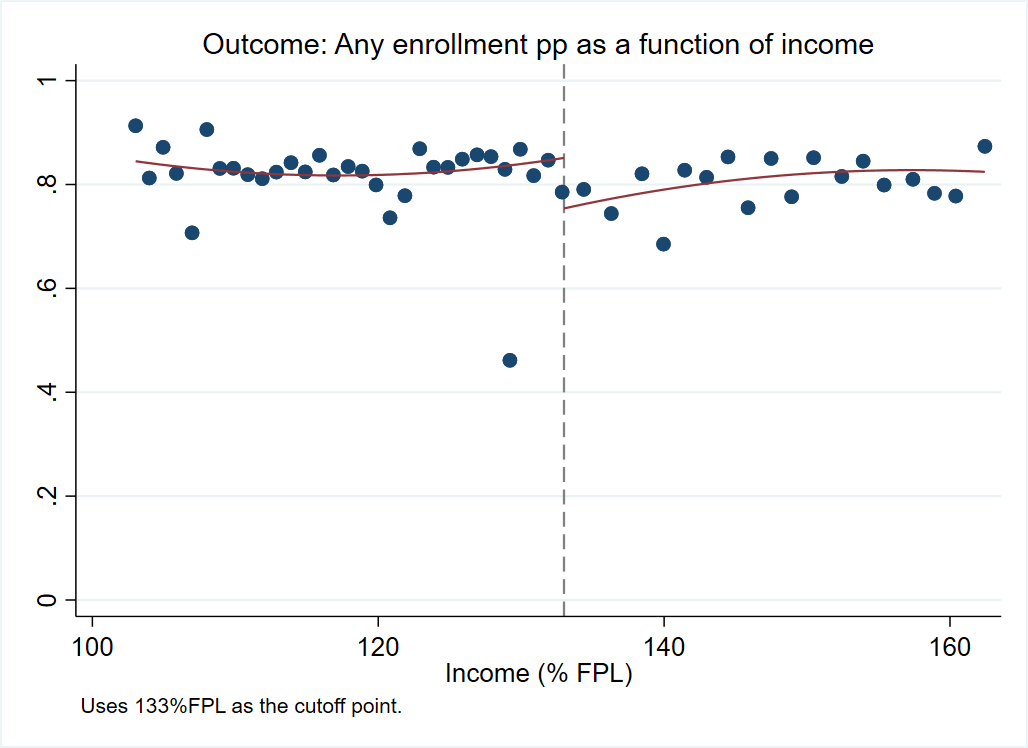 Outcome: Any enrollment pp as a function of income
1
.8
.6
.4
.2
0
100 120 140 160
Income (% FPL)
Uses 133%FPL as the cutoff point.